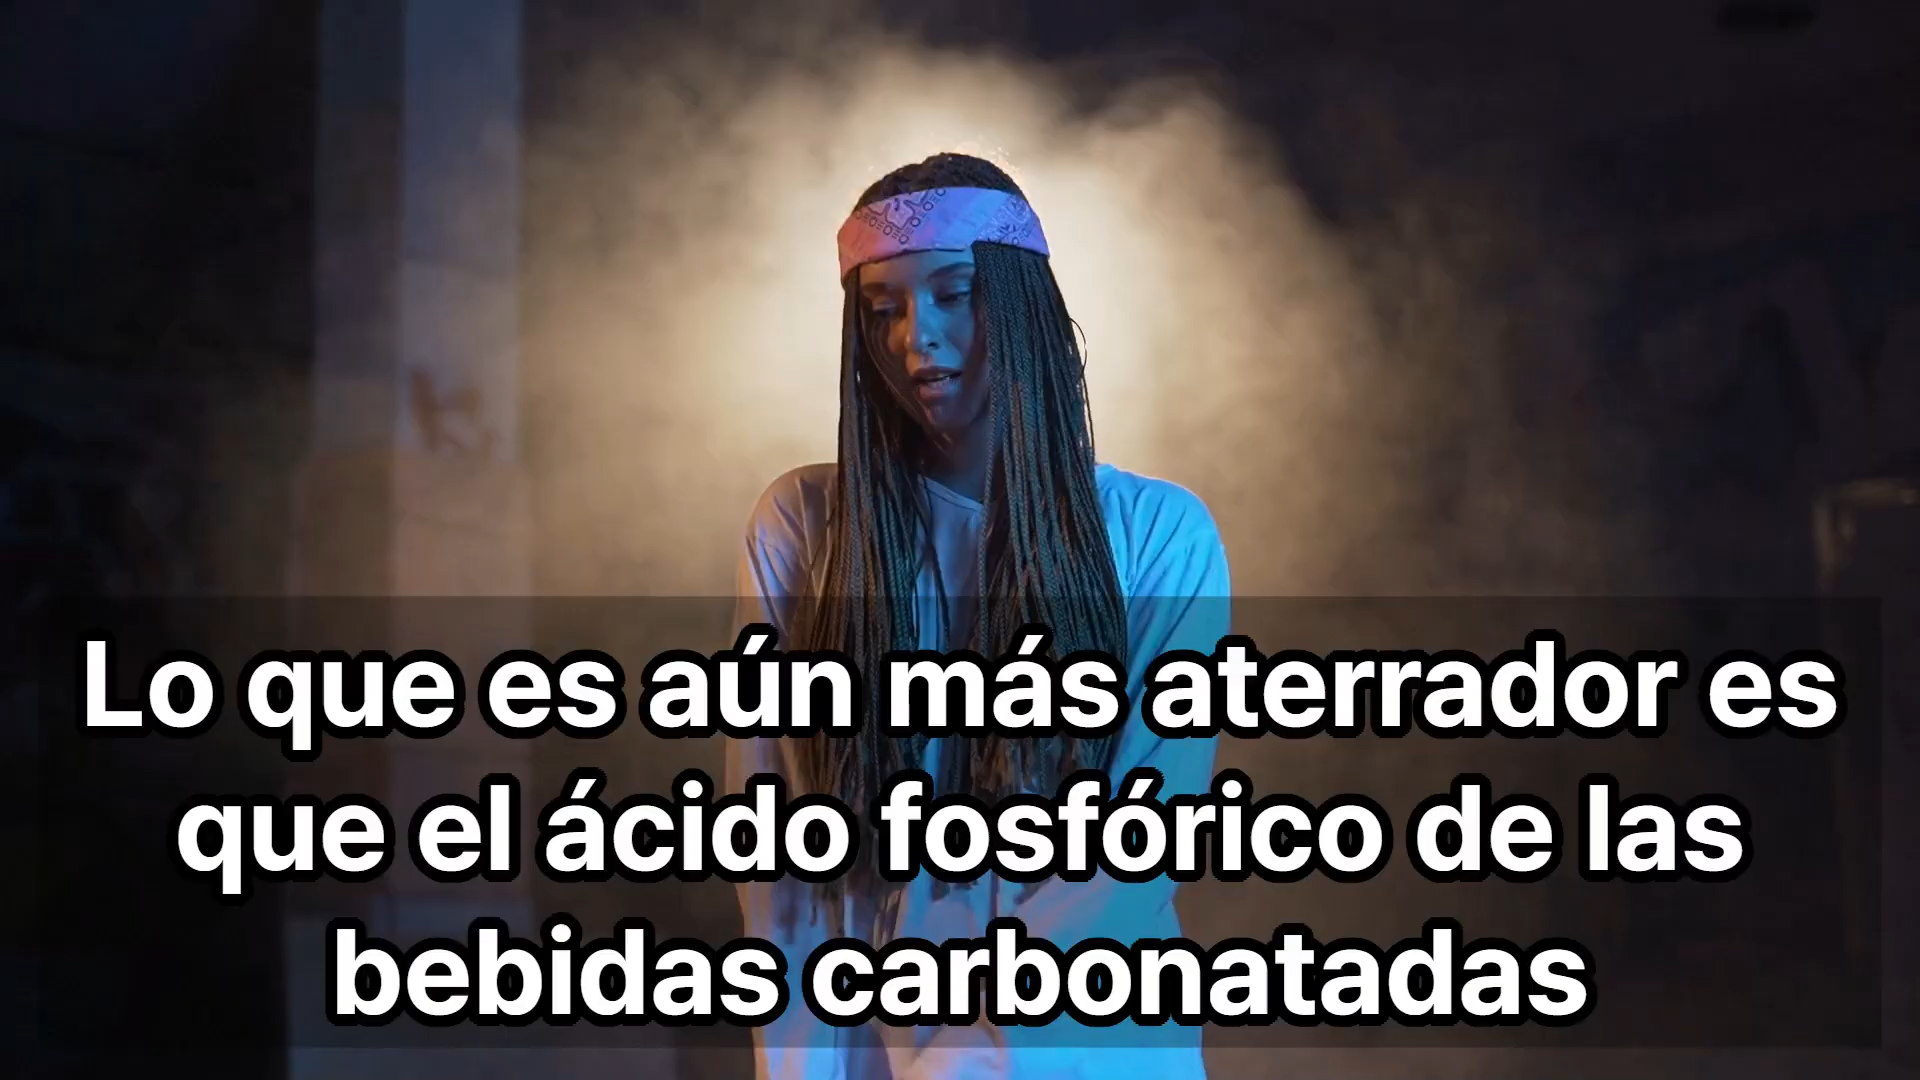 Lo que es aún más aterrador es
que el ácido fosfórico de las
bebidas carbonatadas